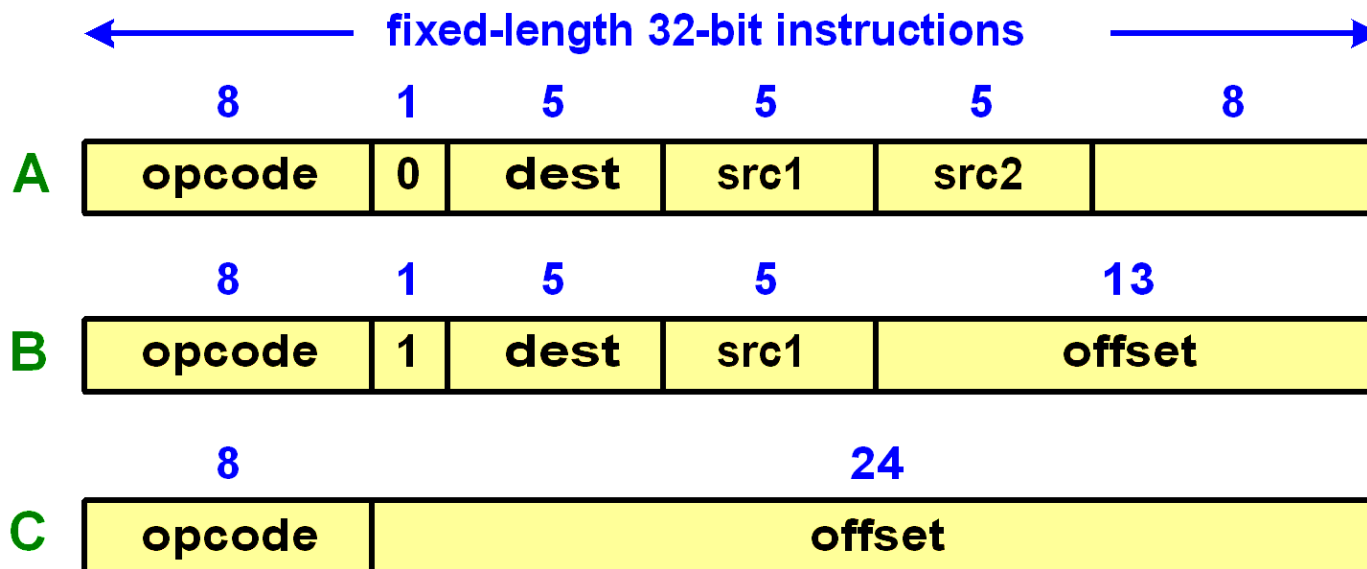 fixed-length 32-bit instructions
8 1 5 5 5 8
A opcode 0 dest src1 src2
8 1 5 5 13
B opcode 1 dest src1 offset
8 24
C opcode offset